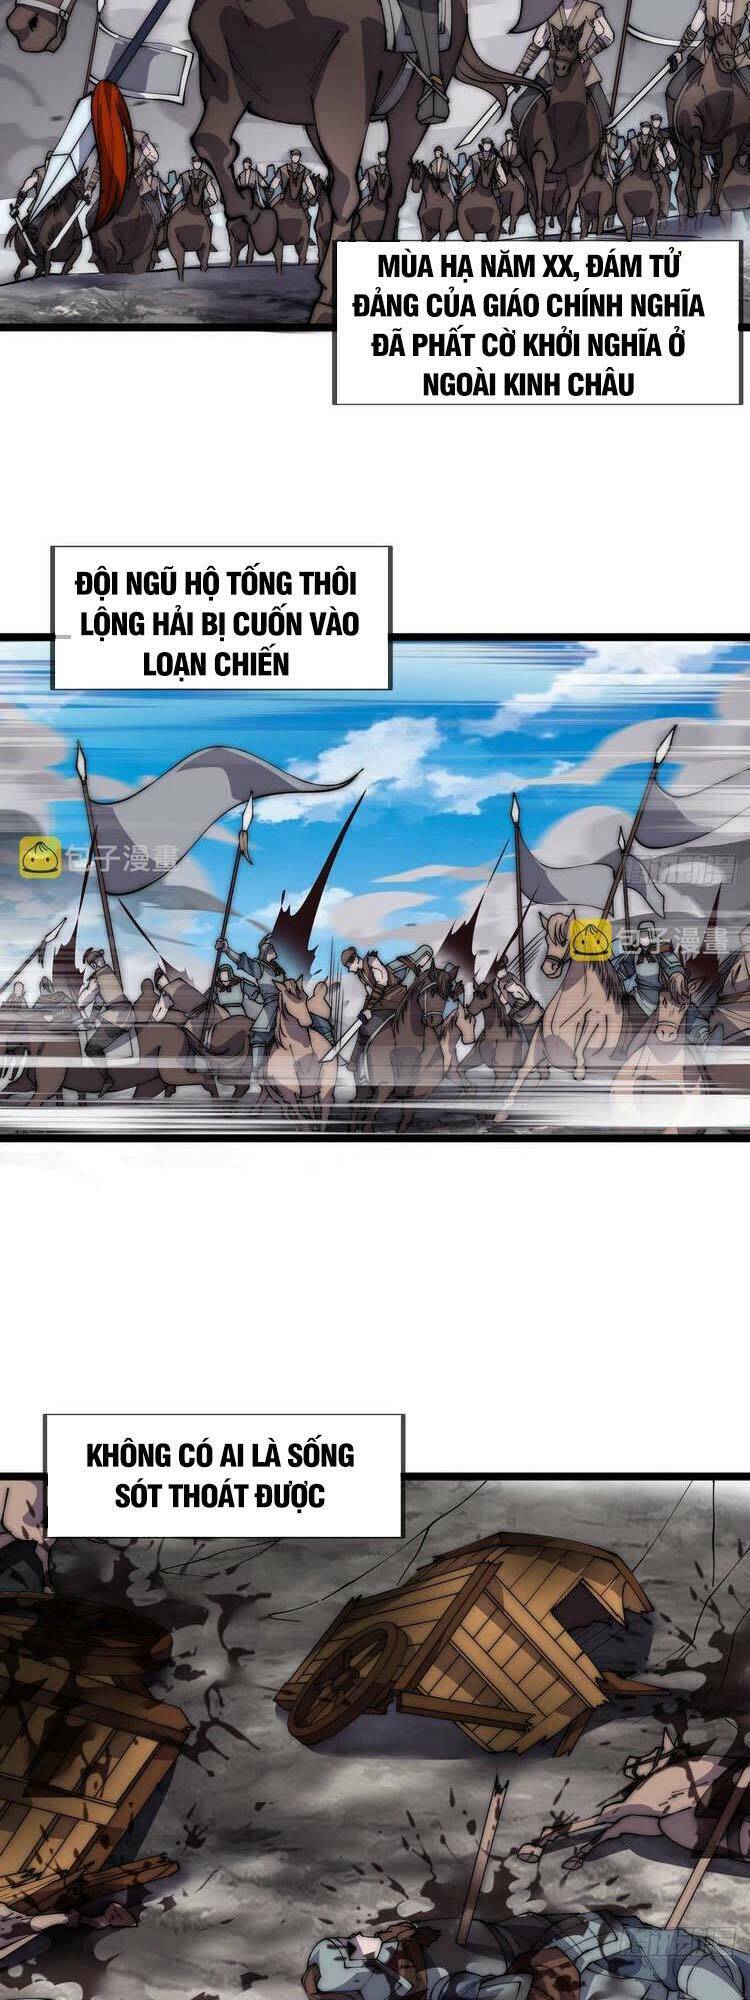 MÙA HẠ NĂM XX, ĐÁM TỬ
ĐẢNG CỦA GIÁO CHÍNH NGHĨA
ĐÃ PHẤT CỜ KHỞI NGHĨA Ở
NGOÀI KINH CHÂU
ĐỘI NGŨ HỘ TỐNG THÔI
LỘNG HẢI BỊ CUỐN VÀO
LOẠN CHIẾN
包子漫畫
包子漫畫
KHÔNG CÓ AI LÀ SỐNG
SÓT THOÁT ĐƯỢC